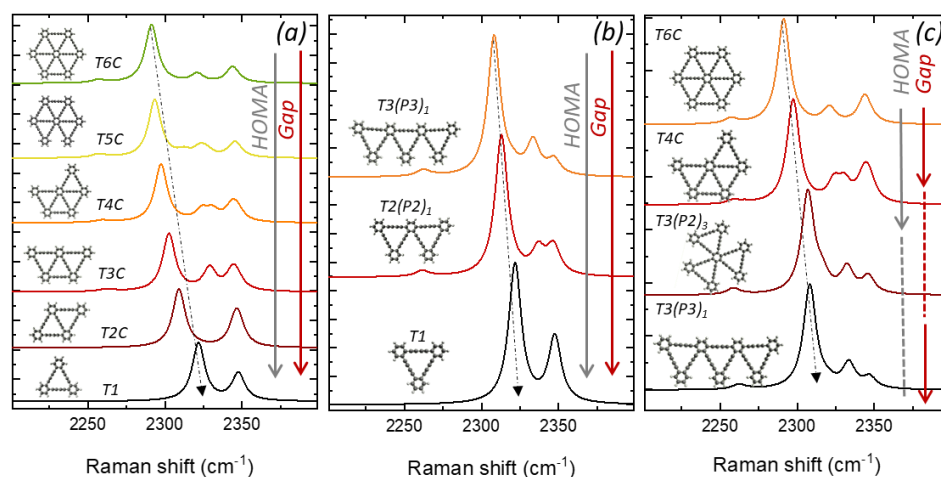 (a)
T6C
T5C
T4C
T3C
T2C
T1
HOMA
Gap
2250 2300 2350
Raman shift (cm⁻¹)
(b)
T3(P3)₁
T2(P2)₁
T1
HOMA
Gap
2250 2300 2350
Raman shift (cm⁻¹)
(c)
T6C
T4C
T3(P2)₃
T3(P3)₁
HOMA
Gap
2250 2300 2350
Raman shift (cm⁻¹)